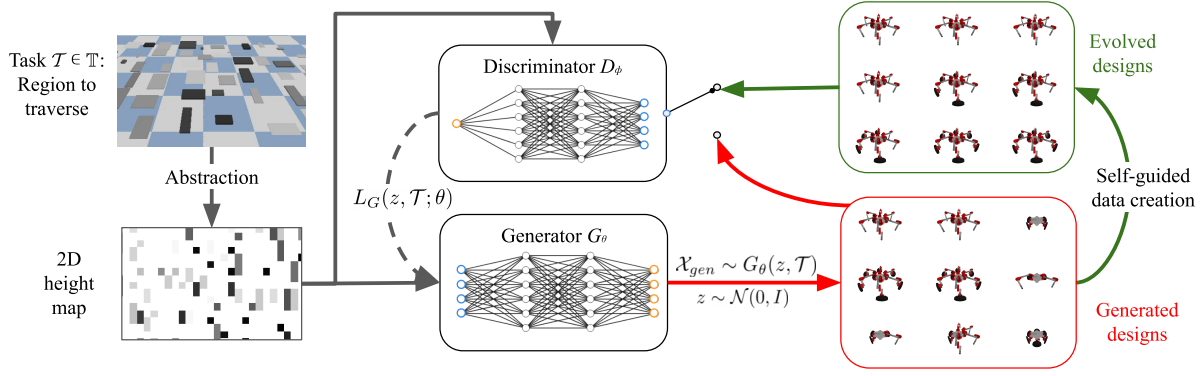 Task 𝒯 ∈ 𝕋:
Region to
traverse
Abstraction
2D
height
map
Discriminator D_ϕ
L_G(z, 𝒯; θ)
Generator G_θ
𝒳_gen ∼ G_θ(z, 𝒯)
z ∼ 𝒩(0, I)
Evolved
designs
Self-guided
data creation
Generated
designs